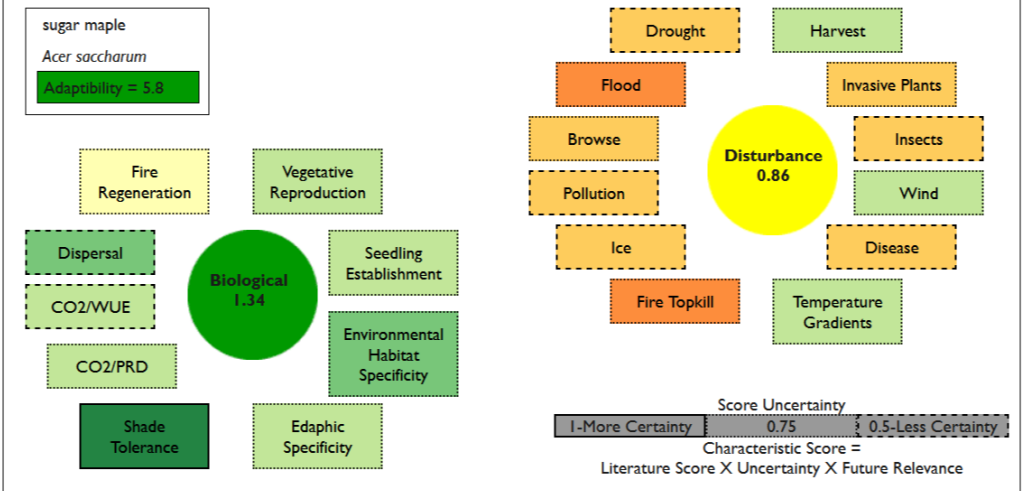 sugar maple
Acer saccharum
Adaptibility = 5.8
Fire
Regeneration
Vegetative
Reproduction
Dispersal
Seedling
Establishment
CO2/WUE
Biological
1.34
Environmental
Habitat
Specificity
CO2/PRD
Shade
Tolerance
Edaphic
Specificity
Drought
Harvest
Flood
Invasive Plants
Browse
Insects
Disturbance
0.86
Pollution
Wind
Ice
Disease
Fire Topkill
Temperature
Gradients
Score Uncertainty
1-More Certainty 0.75 0.5-Less Certainty
Characteristic Score =
Literature Score X Uncertainty X Future Relevance